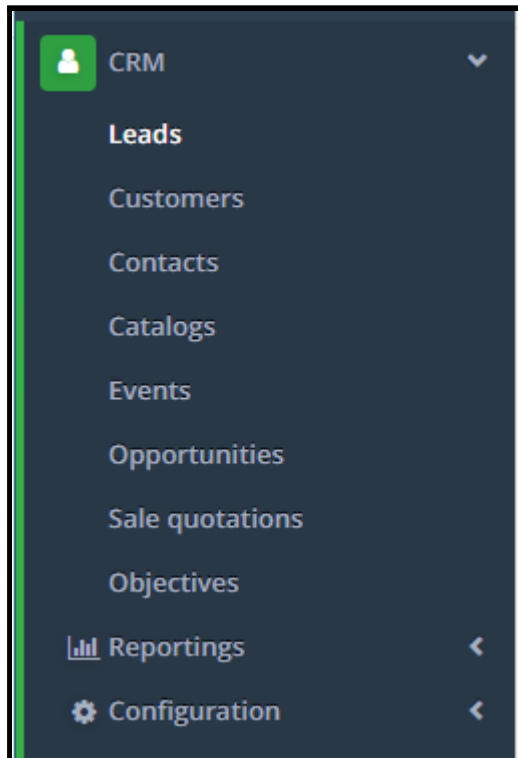 CRM
Leads
Customers
Contacts
Catalogs
Events
Opportunities
Sale quotations
Objectives
Reportings
Configuration